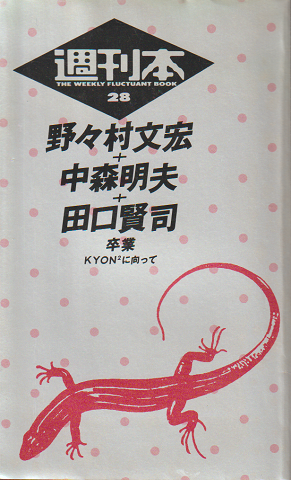 週刊本
THE WEEKLY FLUCTUANT BOOK
28
野々村文宏
+
中森明夫
+
田口賢司
卒業
KYON²に向って